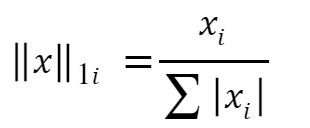 ‖x‖₁ᵢ = xᵢ / ∑ |xᵢ|